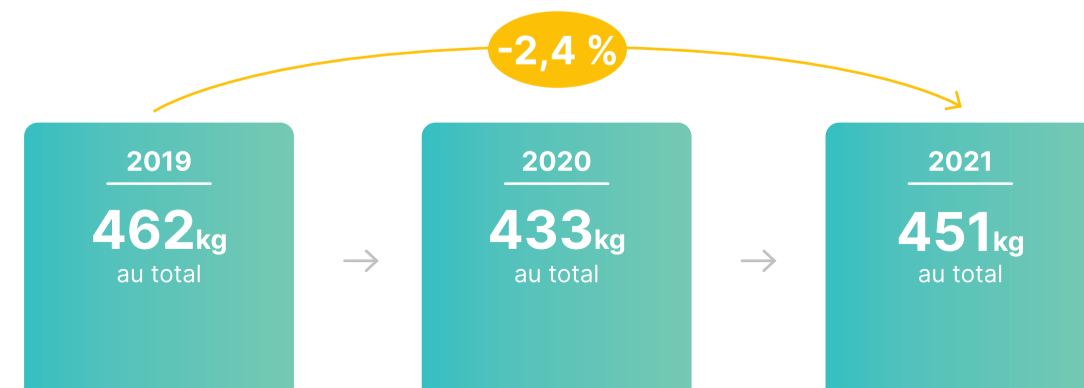 -2,4 %
2019
462kg
au total
2020
433kg
au total
2021
451kg
au total